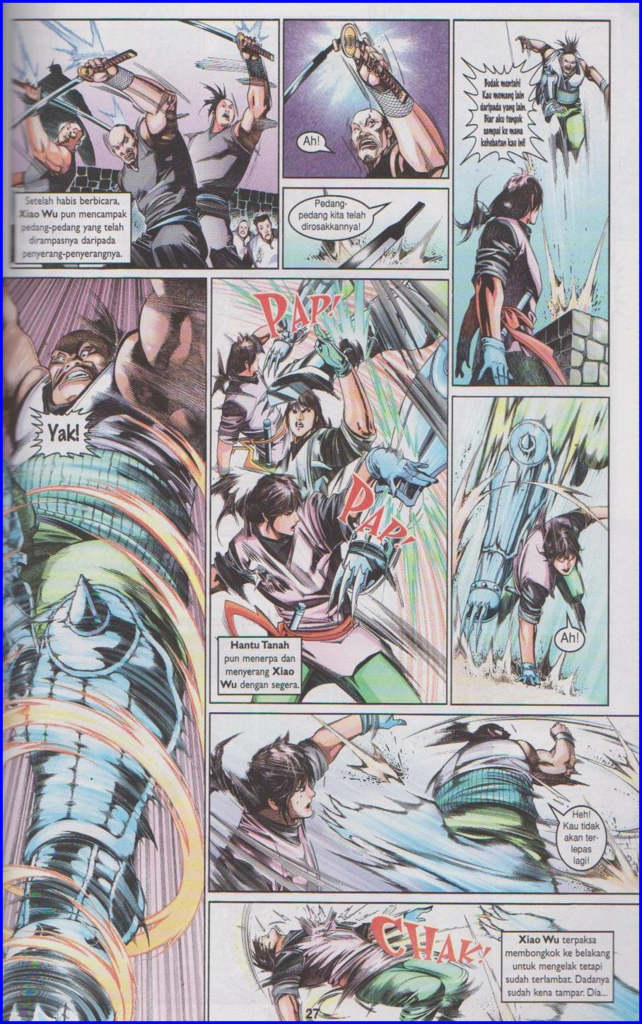 Setelah habis berbicara,
Xiao Wu pun mencampak
pedang-pedang yang telah
dirampasnya daripada
penyerang-penyerangnya.
Ah!
Pedang-
pedang kita telah
dirosakkannya!
Budak mentah!
Kau memang lain
daripada yang lain.
Biar aku tengok
sampai ke mana
kehebatan kau ini!
Yak!
PAP!
PAP!
Hantu Tanah
pun menerpa dan
menyerang Xiao
Wu dengan segera.
Ah!
Heh!
Kau tidak
akan ter-
lepas
lagi!
CHAK!
Xiao Wu terpaksa
membongkok ke belakang
untuk mengelak tetapi
sudah terlambat. Dadanya
sudah kena tampar. Dia...
27